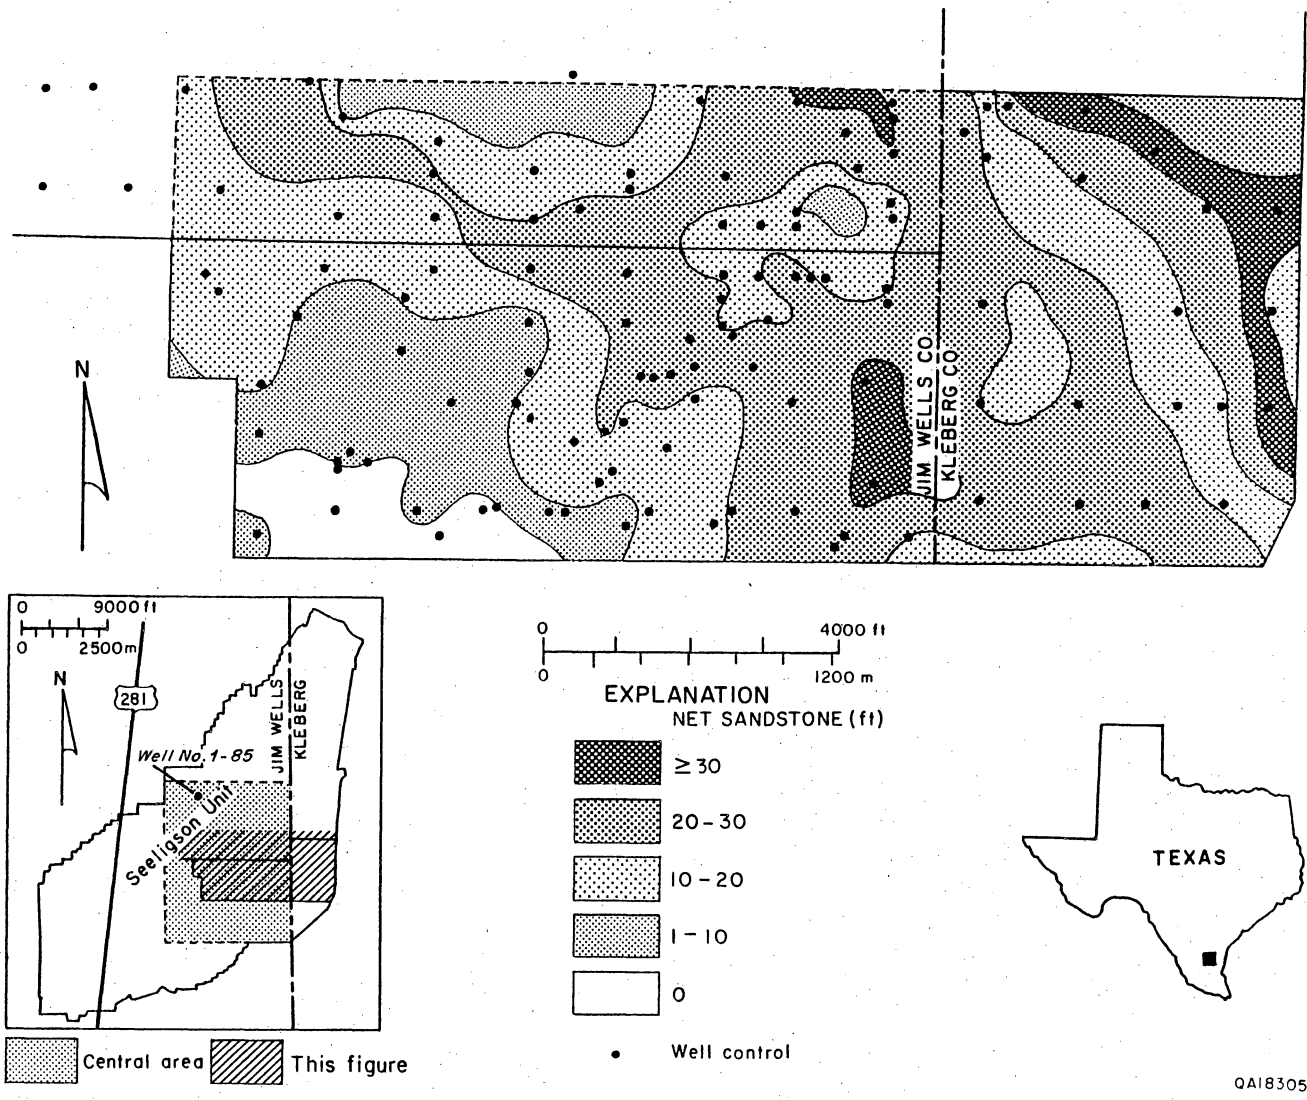 N
JIM WELLS CO
KLEBERG CO
0 9000 ft
0 2500m
N
281
JIM WELLS
KLEBERG
Well No. 1-85
Seeligson Unit
Central area
This figure
0 4000 ft
0 1200 m
EXPLANATION
NET SANDSTONE (ft)
≥ 30
20-30
10-20
1-10
0
Well control
TEXAS
QA18305